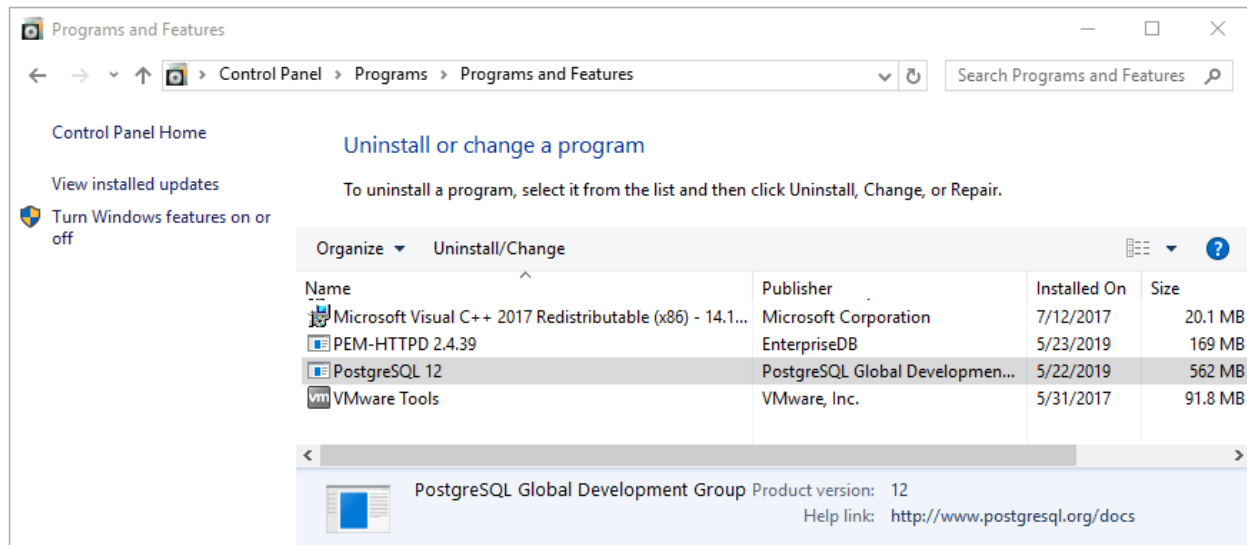 Programs and Features
Control Panel > Programs > Programs and Features
Search Programs and Features
Control Panel Home
View installed updates
Turn Windows features on or
off
Uninstall or change a program
To uninstall a program, select it from the list and then click Uninstall, Change, or Repair.
Organize Uninstall/Change
Name Publisher Installed On Size
Microsoft Visual C++ 2017 Redistributable (x86) - 14.1... Microsoft Corporation 7/12/2017 20.1 MB
PEM-HTTPD 2.4.39 EnterpriseDB 5/23/2019 169 MB
PostgreSQL 12 PostgreSQL Global Developmen... 5/22/2019 562 MB
vm VMware Tools VMware, Inc. 5/31/2017 91.8 MB
PostgreSQL Global Development Group Product version: 12
Help link: http://www.postgresql.org/docs